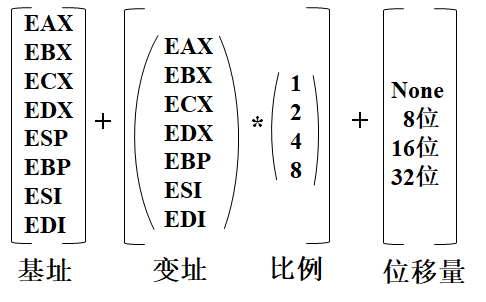 EAX
EBX
ECX
EDX
ESP
EBP
ESI
EDI
+
EAX
EBX
ECX
EDX
EBP
ESI
EDI
*
1
2
4
8
+
None
8位
16位
32位
基址
变址
比例
位移量